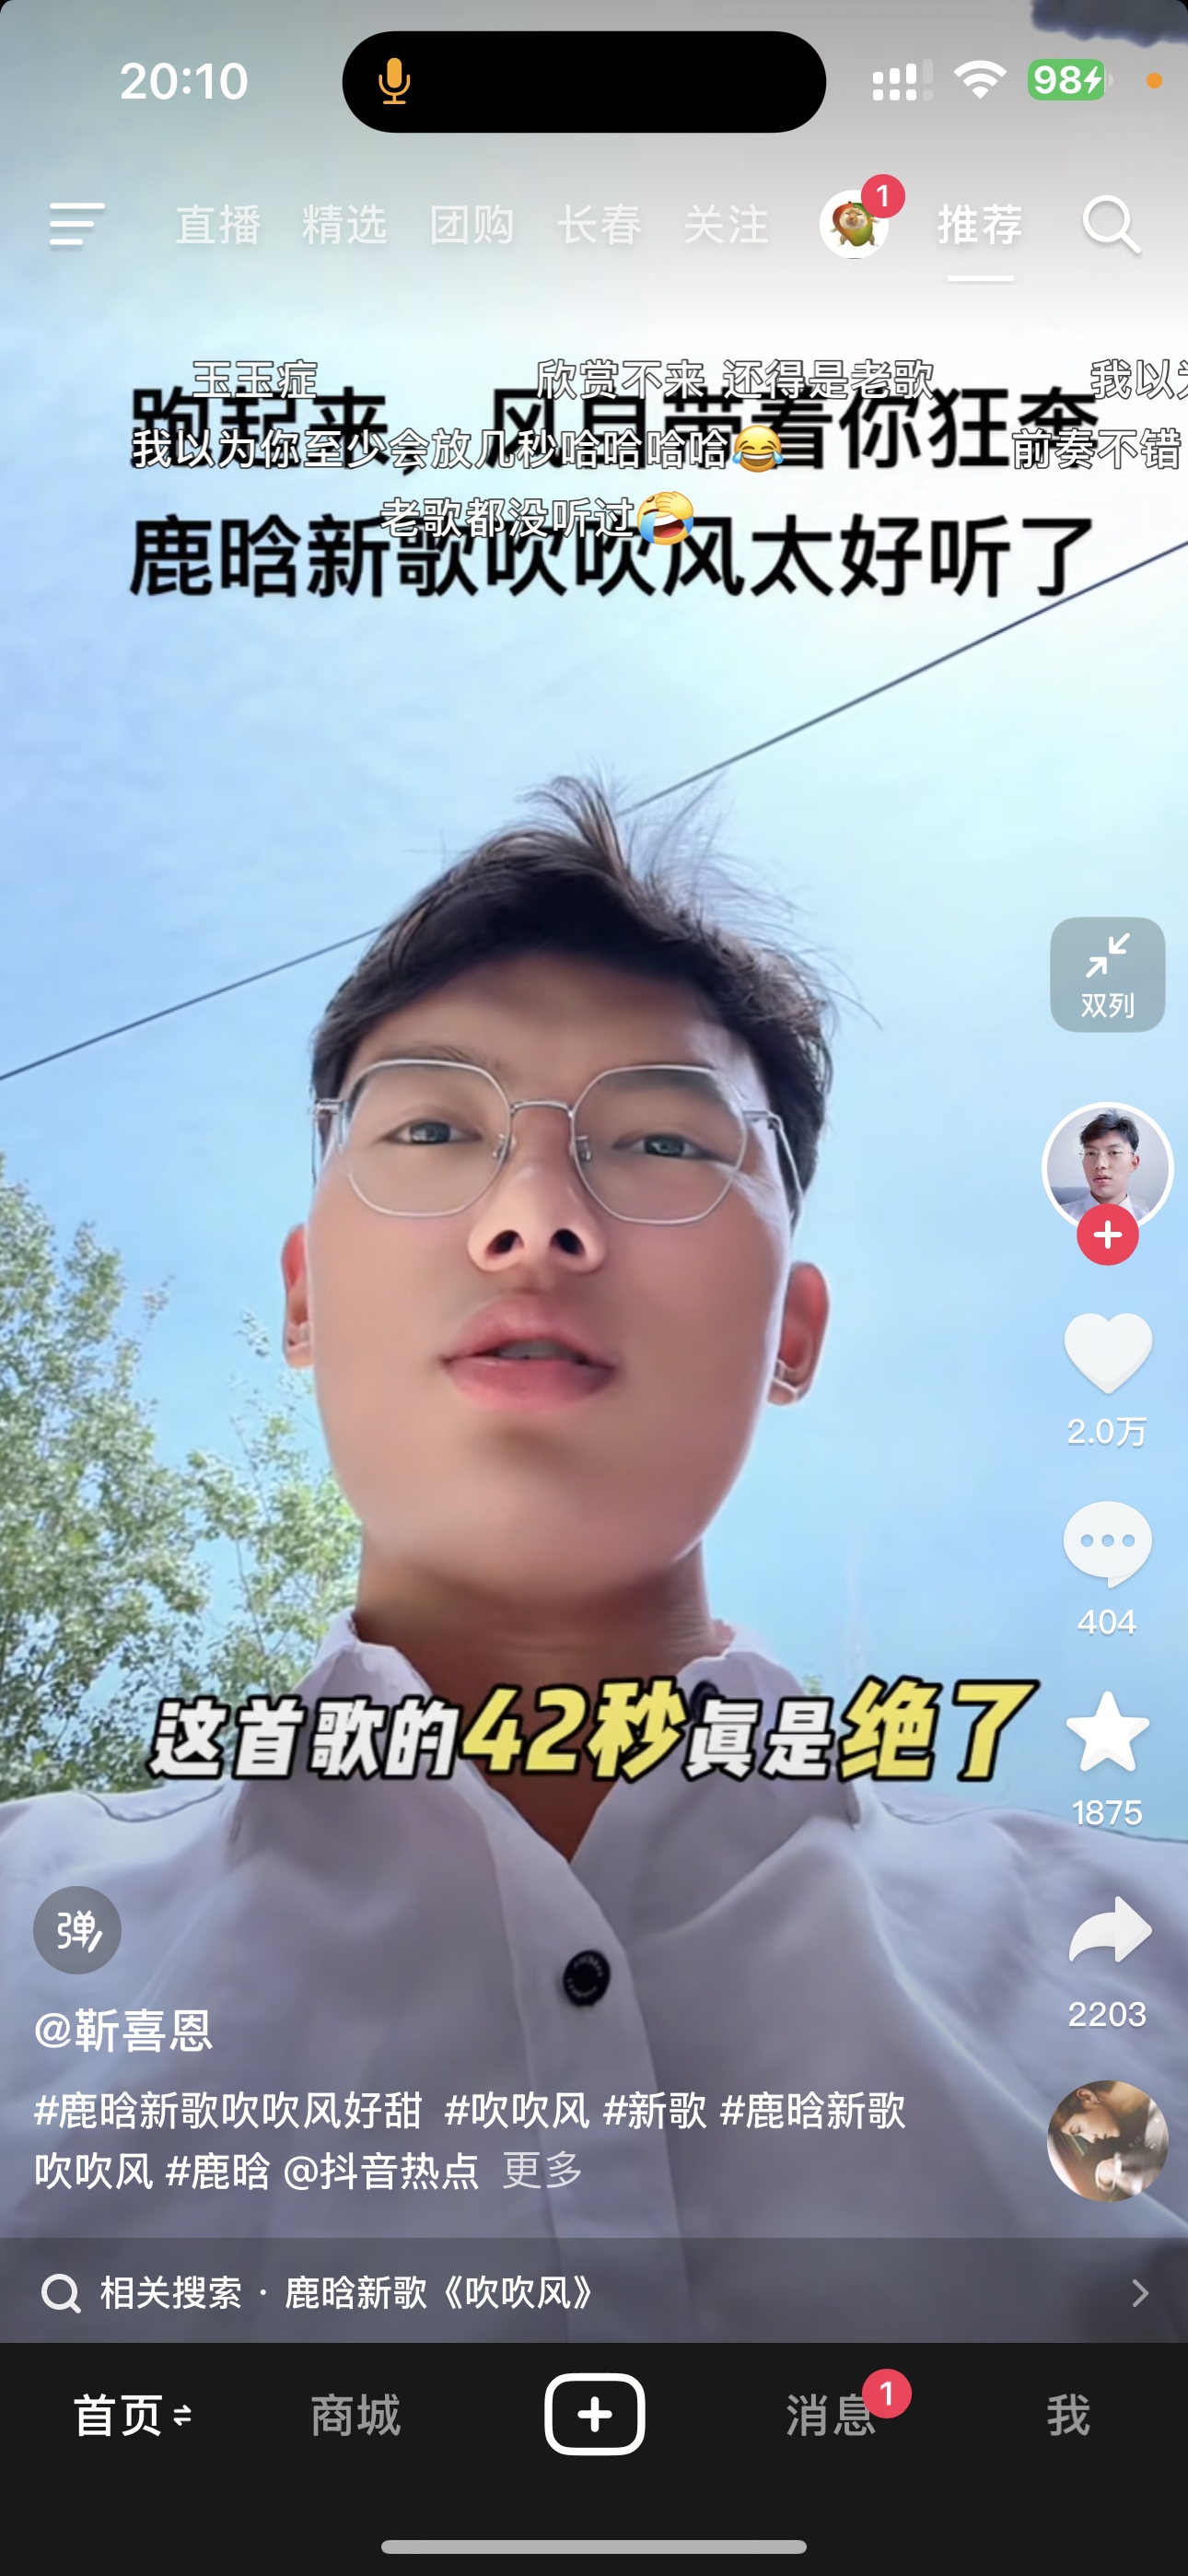 20:10
98
直播 精选 团购 长春 关注 1 推荐
玉玉症 欣赏不来 还得是老歌 我以为
跑起来，风自带着你狂奔
我以为你至少会放几秒哈哈哈哈😂 前奏不错
老歌都没听过🤣
鹿晗新歌吹吹风太好听了
双列
2.0万
404
这首歌的42秒真是绝了
1875
弹
2203
@靳喜恩
#鹿晗新歌吹吹风好甜 #吹吹风 #新歌 #鹿晗新歌
吹吹风 #鹿晗 @抖音热点 更多
相关搜索 · 鹿晗新歌《吹吹风》
首页 商城 消息 1 我